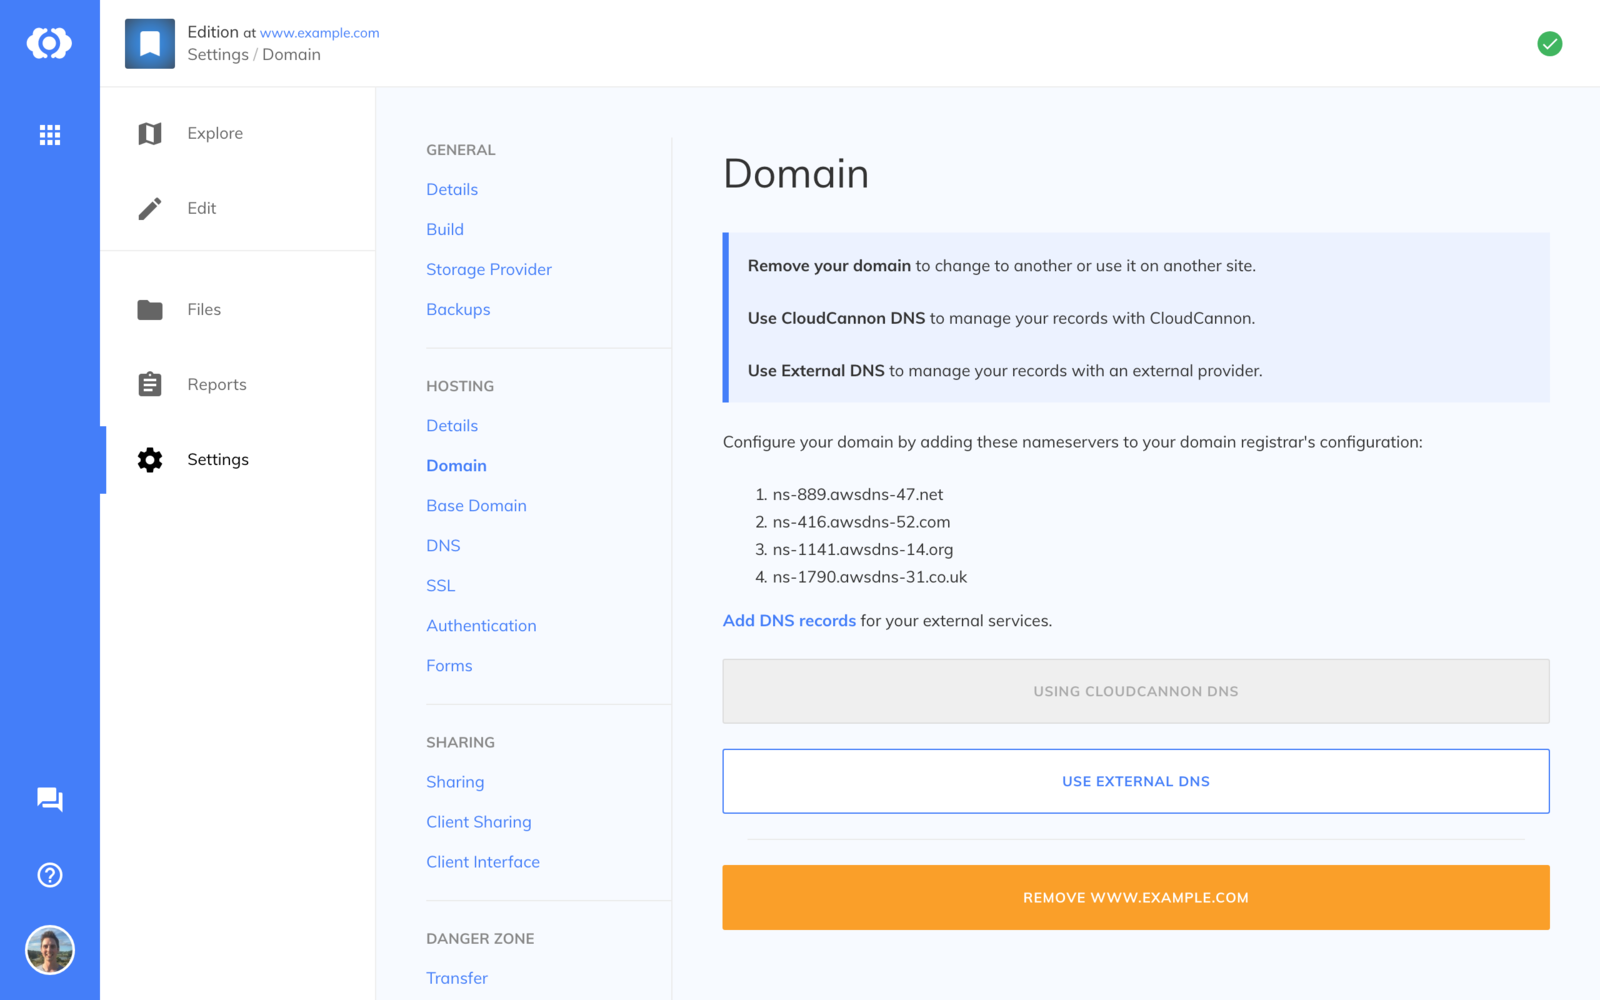 Edition at www.example.com
Settings / Domain
Explore
Edit
Files
Reports
Settings
GENERAL
Details
Build
Storage Provider
Backups
HOSTING
Details
Domain
Base Domain
DNS
SSL
Authentication
Forms
SHARING
Sharing
Client Sharing
Client Interface
DANGER ZONE
Transfer
Domain
Remove your domain to change to another or use it on another site.
Use CloudCannon DNS to manage your records with CloudCannon.
Use External DNS to manage your records with an external provider.
Configure your domain by adding these nameservers to your domain registrar's configuration:
1. ns-889.awsdns-47.net
2. ns-416.awsdns-52.com
3. ns-1141.awsdns-14.org
4. ns-1790.awsdns-31.co.uk
Add DNS records for your external services.
USING CLOUDCANNON DNS
USE EXTERNAL DNS
REMOVE WWW.EXAMPLE.COM